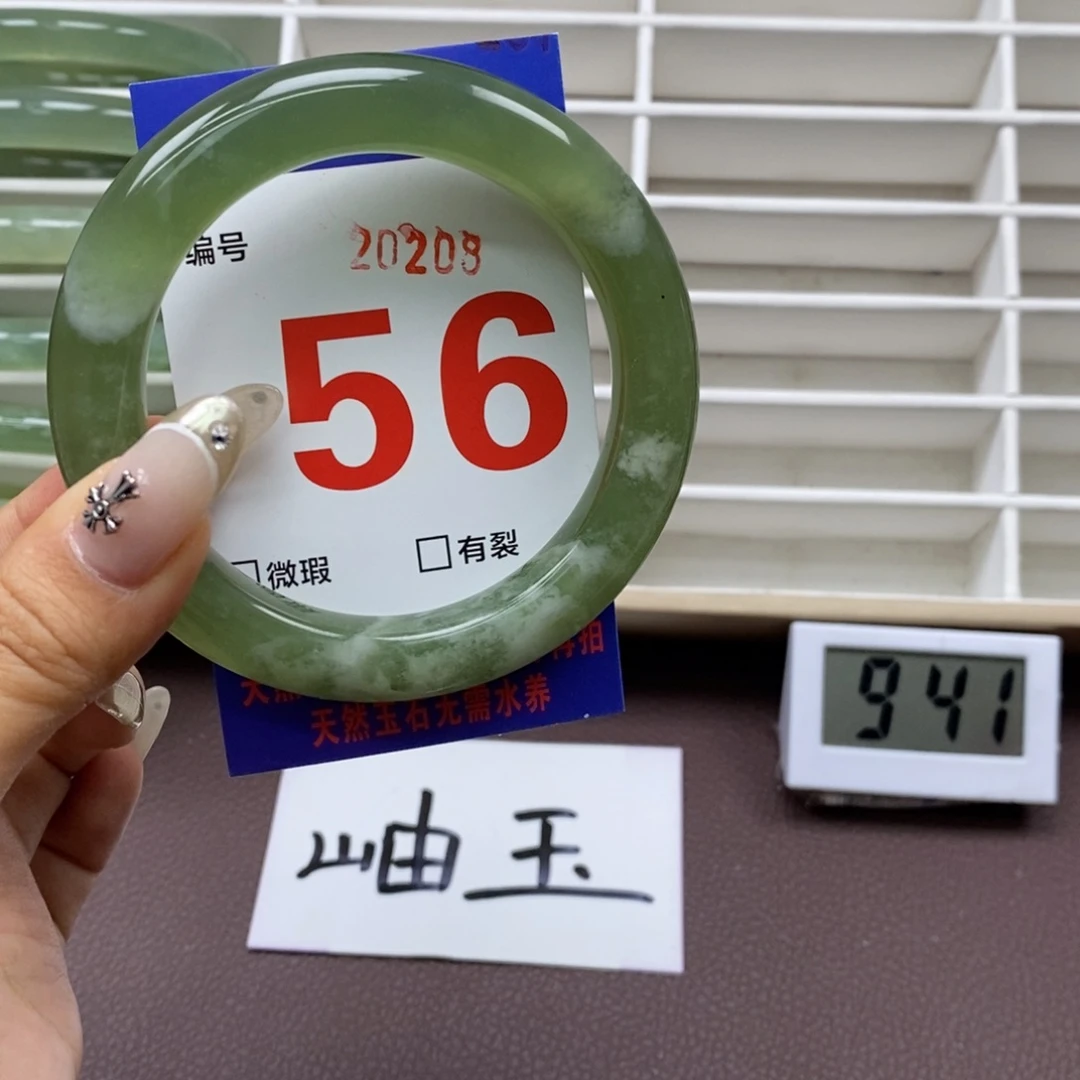 编号 20208
56
微瑕 有裂
天然玉石无需水养
岫玉
941